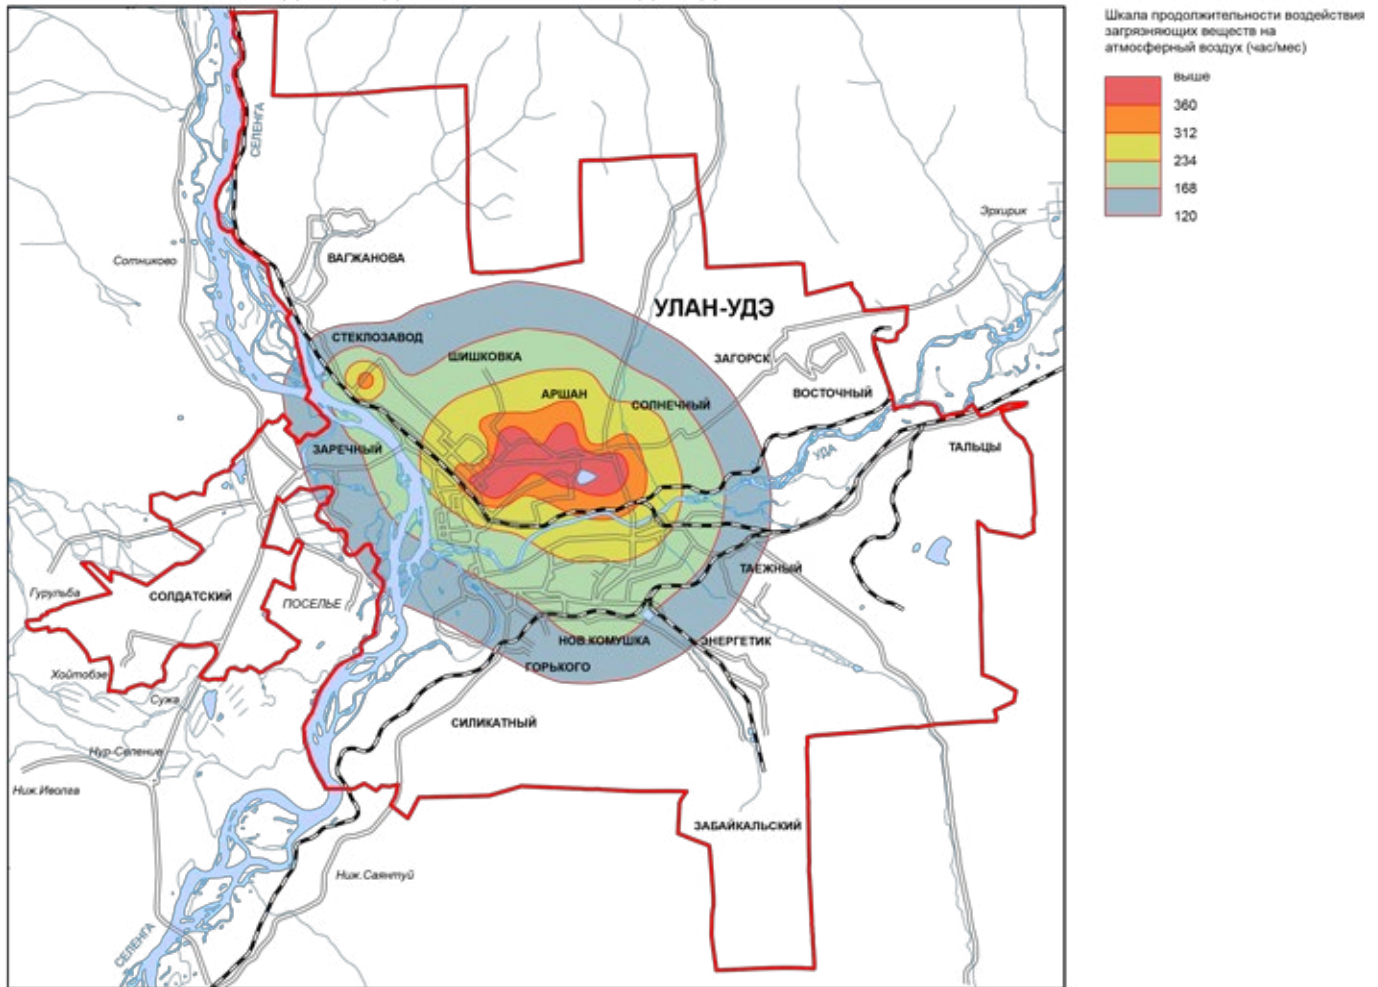 Шкала продолжительности воздействия
загрязняющих веществ на
атмосферный воздух (час/мес)
выше
360
312
234
168
120
СЕЛЕНГА
Эрхирик
Сотниково
ВАГЖАНОВА
УЛАН-УДЭ
СТЕКЛОЗАВОД
ШИШКОВКА
ЗАГОРСК
АРШАН
СОЛНЕЧНЫЙ
ВОСТОЧНЫЙ
ЗАРЕЧНЫЙ
УДА
ТАЛЬЦЫ
ТАЕЖНЫЙ
Гурульба
СОЛДАТСКИЙ
ПОСЕЛЬЕ
НОВ.КОМУШКА
ЭНЕРГЕТИК
ГОРЬКОГО
Хойтобэе
Сужа
СИЛИКАТНЫЙ
Нур-Селение
Ниж.Иволга
ЗАБАЙКАЛЬСКИЙ
Ниж.Саянтуй
СЕЛЕНГА